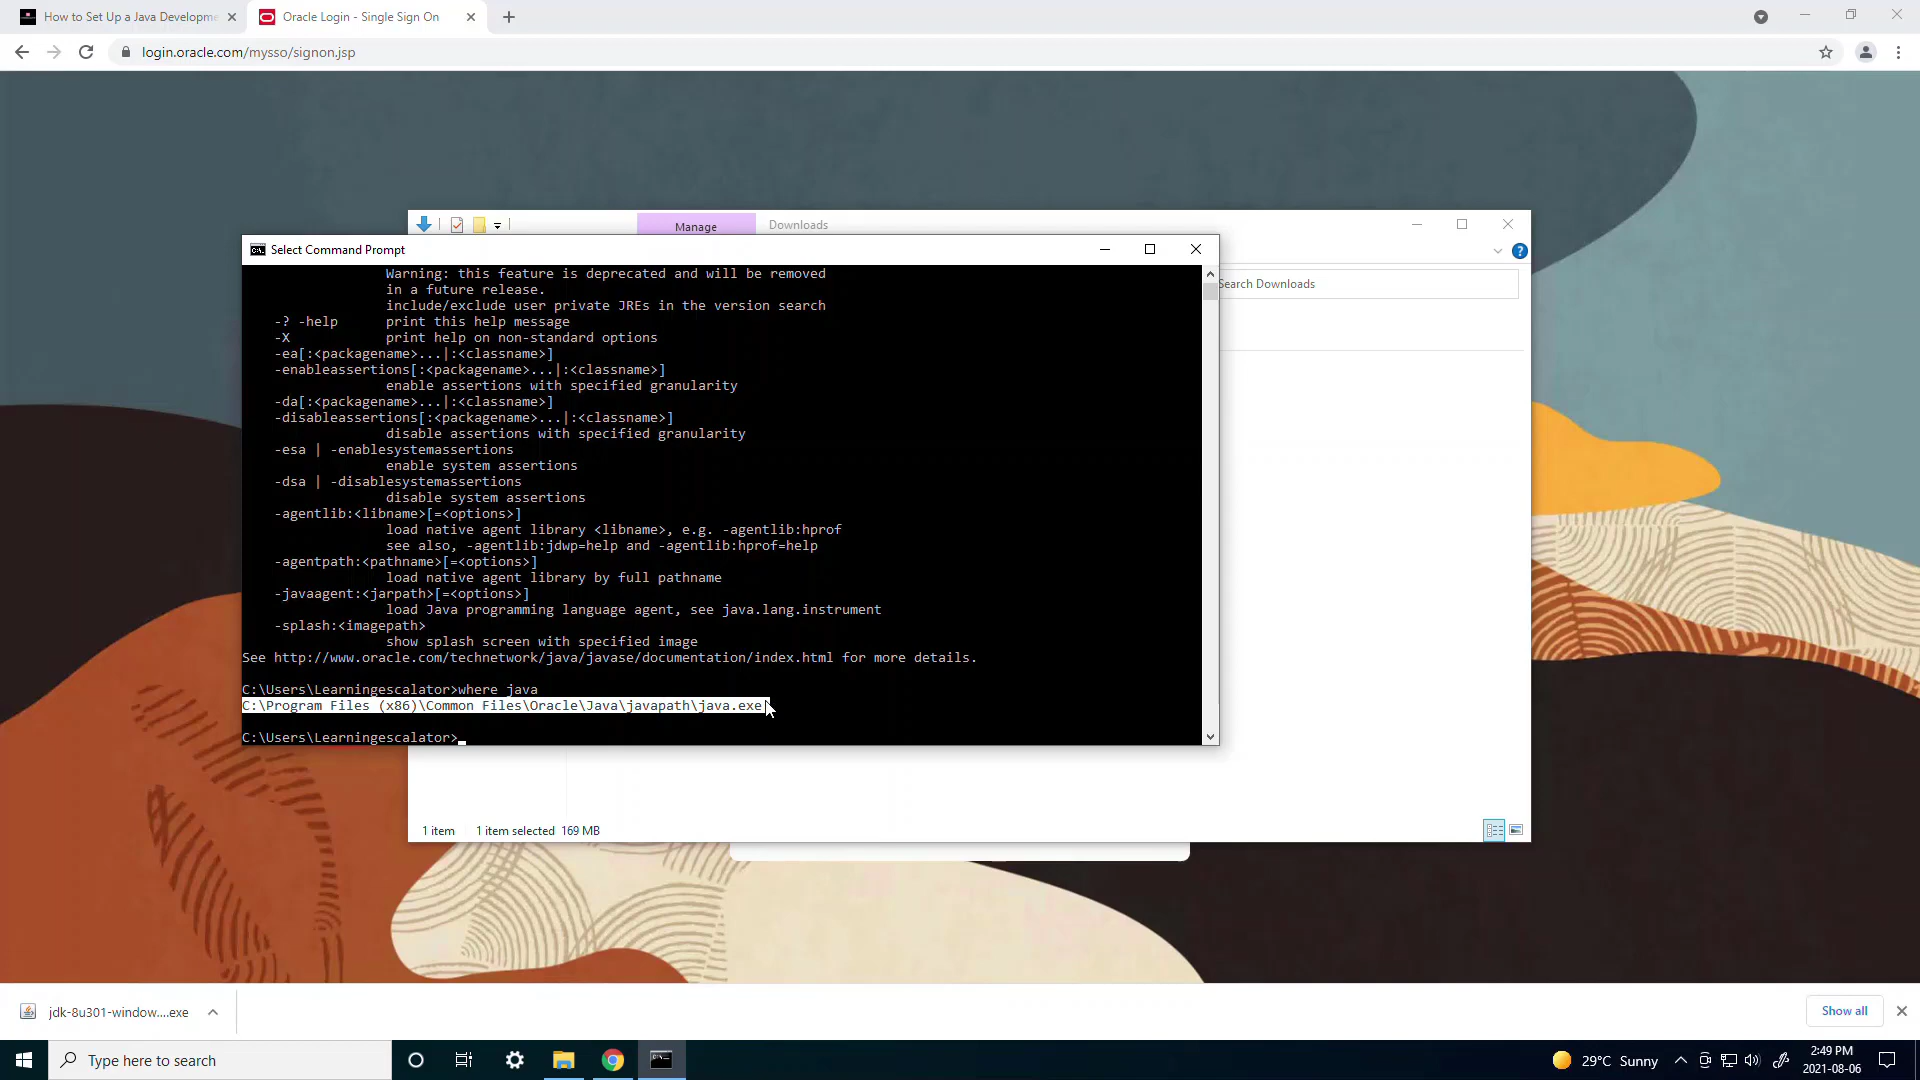 How to Set Up a Java Developme
Oracle Login - Single Sign On
login.oracle.com/mysso/signon.jsp
Manage
Downloads
Select Command Prompt
Search Downloads
Warning: this feature is deprecated and will be removed
in a future release.
include/exclude user private JREs in the version search
-? -help print this help message
-X print help on non-standard options
-ea[:<packagename>...|:<classname>]
-enableassertions[:<packagename>...|:<classname>]
enable assertions with specified granularity
-da[:<packagename>...|:<classname>]
-disableassertions[:<packagename>...|:<classname>]
disable assertions with specified granularity
-esa | -enablesystemassertions
enable system assertions
-dsa | -disablesystemassertions
disable system assertions
-agentlib:<libname>[=<options>]
load native agent library <libname>, e.g. -agentlib:hprof
see also, -agentlib:jdwp=help and -agentlib:hprof=help
-agentpath:<pathname>[=<options>]
load native agent library by full pathname
-javaagent:<jarpath>[=<options>]
load Java programming language agent, see java.lang.instrument
-splash:<imagepath>
show splash screen with specified image
See http://www.oracle.com/technetwork/java/javase/documentation/index.html for more details.
C:\Users\Learningescalator>where java
C:\Program Files (x86)\Common Files\Oracle\Java\javapath\java.exe
C:\Users\Learningescalator>
1 item 1 item selected 169 MB
jdk-8u301-window....exe
Show all
Type here to search
29°C Sunny
2:49 PM
2021-08-06